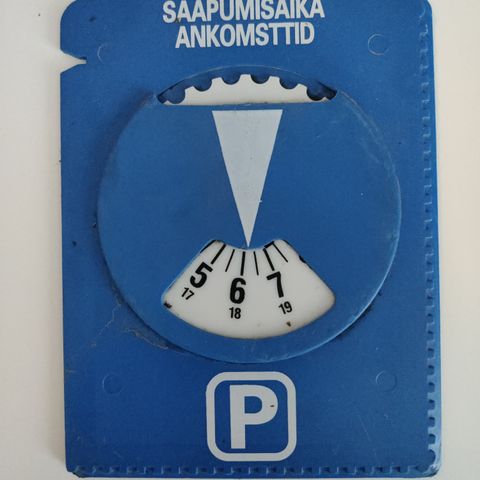 SAAPUMISAIKA
ANKOMSTTID
5 6 7
17 18 19
P